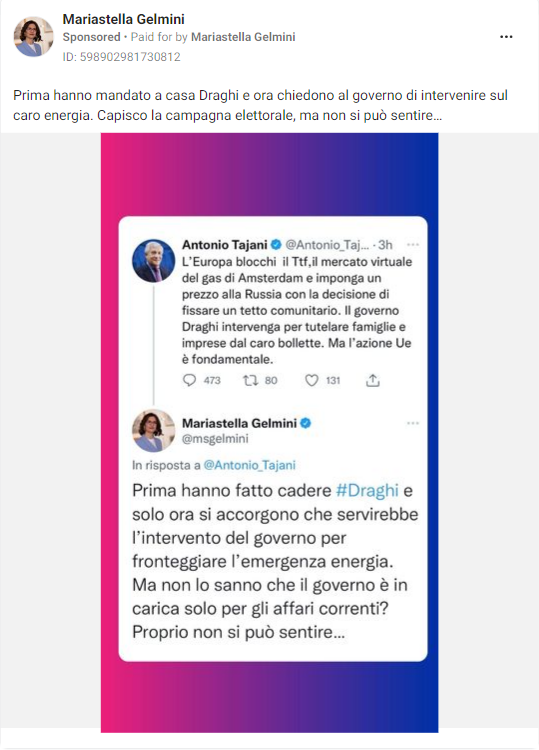 Mariastella Gelmini
Sponsored • Paid for by Mariastella Gelmini
ID: 598902981730812
Prima hanno mandato a casa Draghi e ora chiedono al governo di intervenire sul
caro energia. Capisco la campagna elettorale, ma non si può sentire…
Antonio Tajani @Antonio_Taj... · 3h
L'Europa blocchi il Ttf,il mercato virtuale
del gas di Amsterdam e imponga un
prezzo alla Russia con la decisione di
fissare un tetto comunitario. Il governo
Draghi intervenga per tutelare famiglie e
imprese dal caro bollette. Ma l'azione Ue
è fondamentale.
473 80 131
Mariastella Gelmini
@msgelmini
In risposta a @Antonio_Tajani
Prima hanno fatto cadere #Draghi e
solo ora si accorgono che servirebbe
l'intervento del governo per
fronteggiare l'emergenza energia.
Ma non lo sanno che il governo è in
carica solo per gli affari correnti?
Proprio non si può sentire...